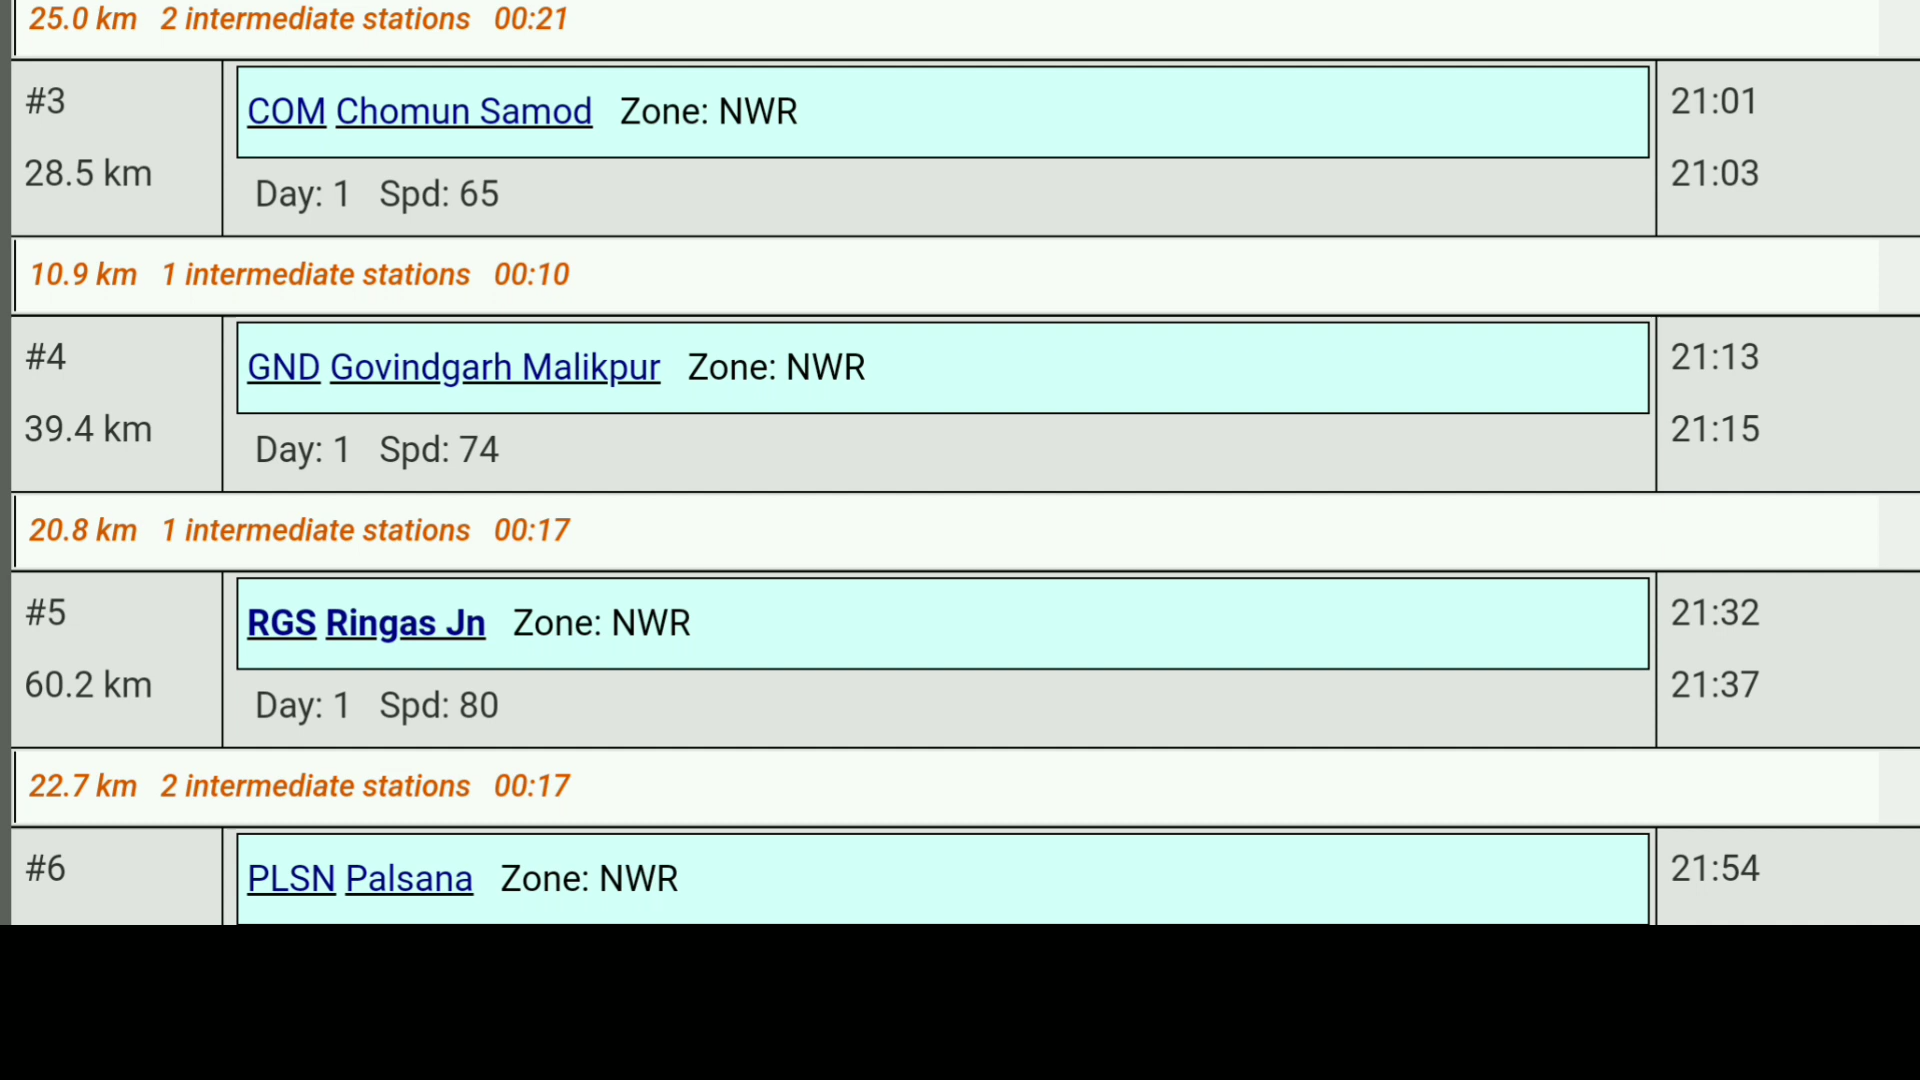 25.0 km 2 intermediate stations 00:21
#3 COM Chomun Samod Zone: NWR 21:01
28.5 km Day: 1 Spd: 65 21:03
10.9 km 1 intermediate stations 00:10
#4 GND Govindgarh Malikpur Zone: NWR 21:13
39.4 km Day: 1 Spd: 74 21:15
20.8 km 1 intermediate stations 00:17
#5 RGS Ringas Jn Zone: NWR 21:32
60.2 km Day: 1 Spd: 80 21:37
22.7 km 2 intermediate stations 00:17
#6 PLSN Palsana Zone: NWR 21:54